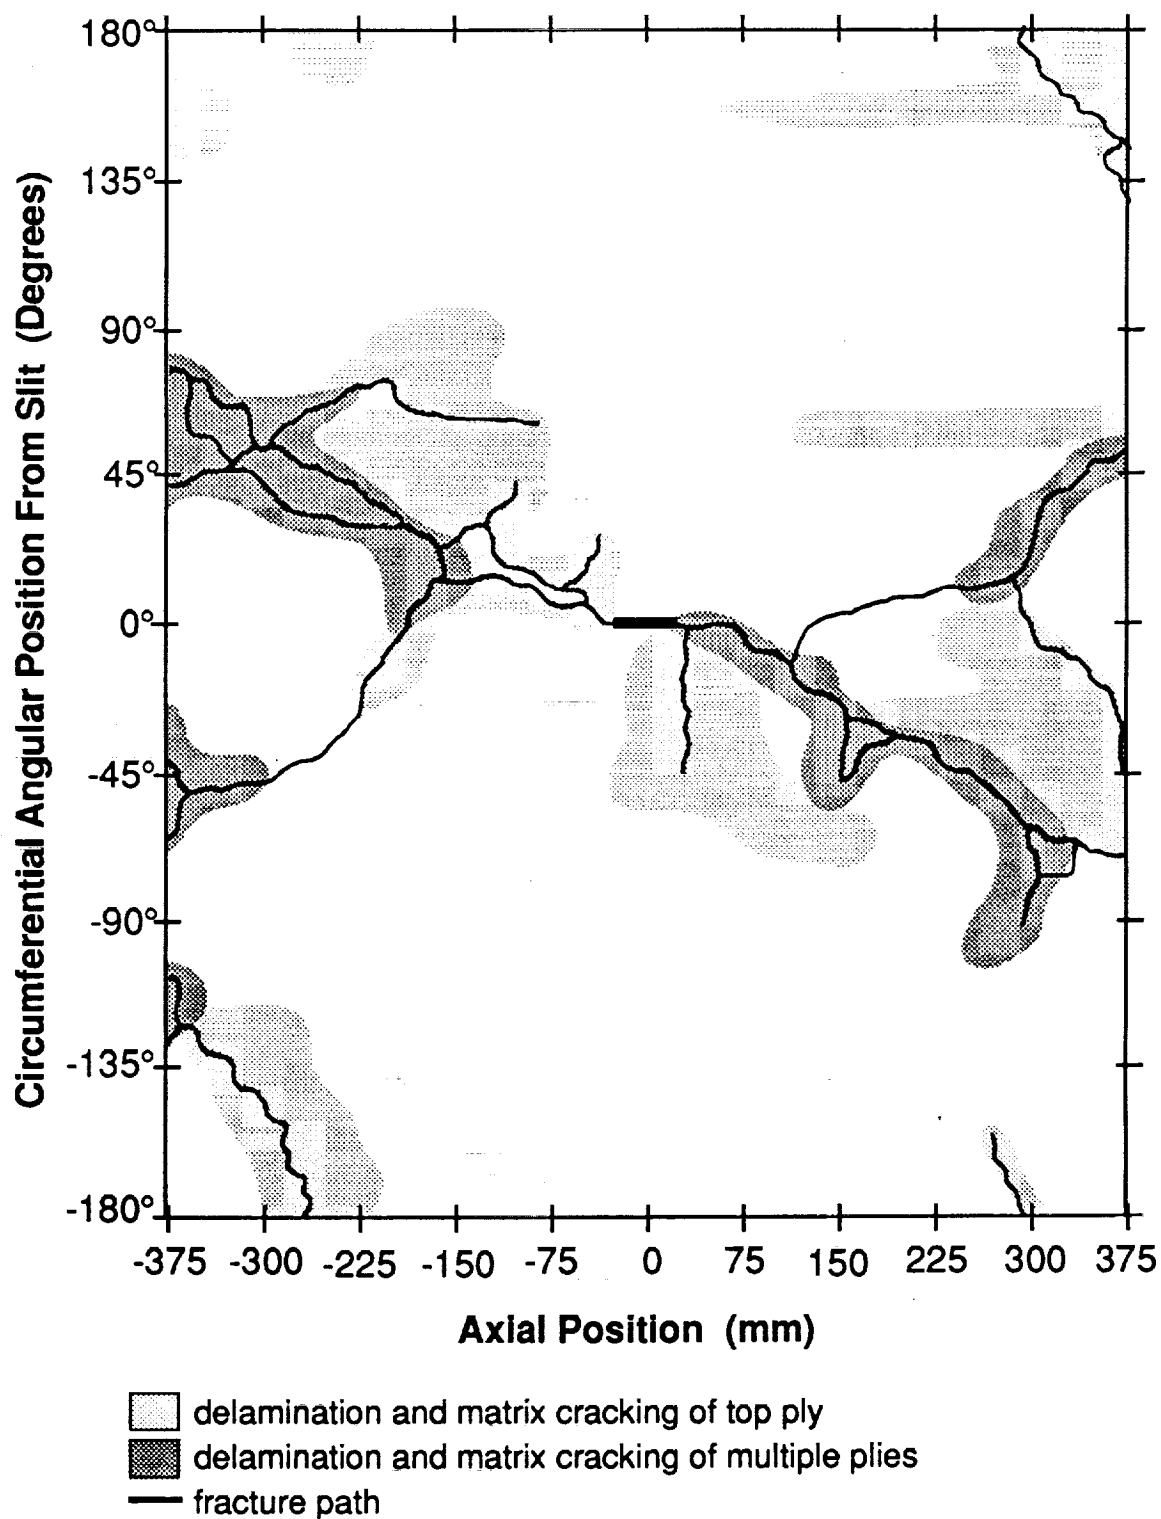 Circumferential Angular Position From Slit (Degrees)
180°
135°
90°
45°
0°
-45°
-90°
-135°
-180°
-375 -300 -225 -150 -75 0 75 150 225 300 375
Axial Position (mm)
delamination and matrix cracking of top ply
delamination and matrix cracking of multiple plies
fracture path